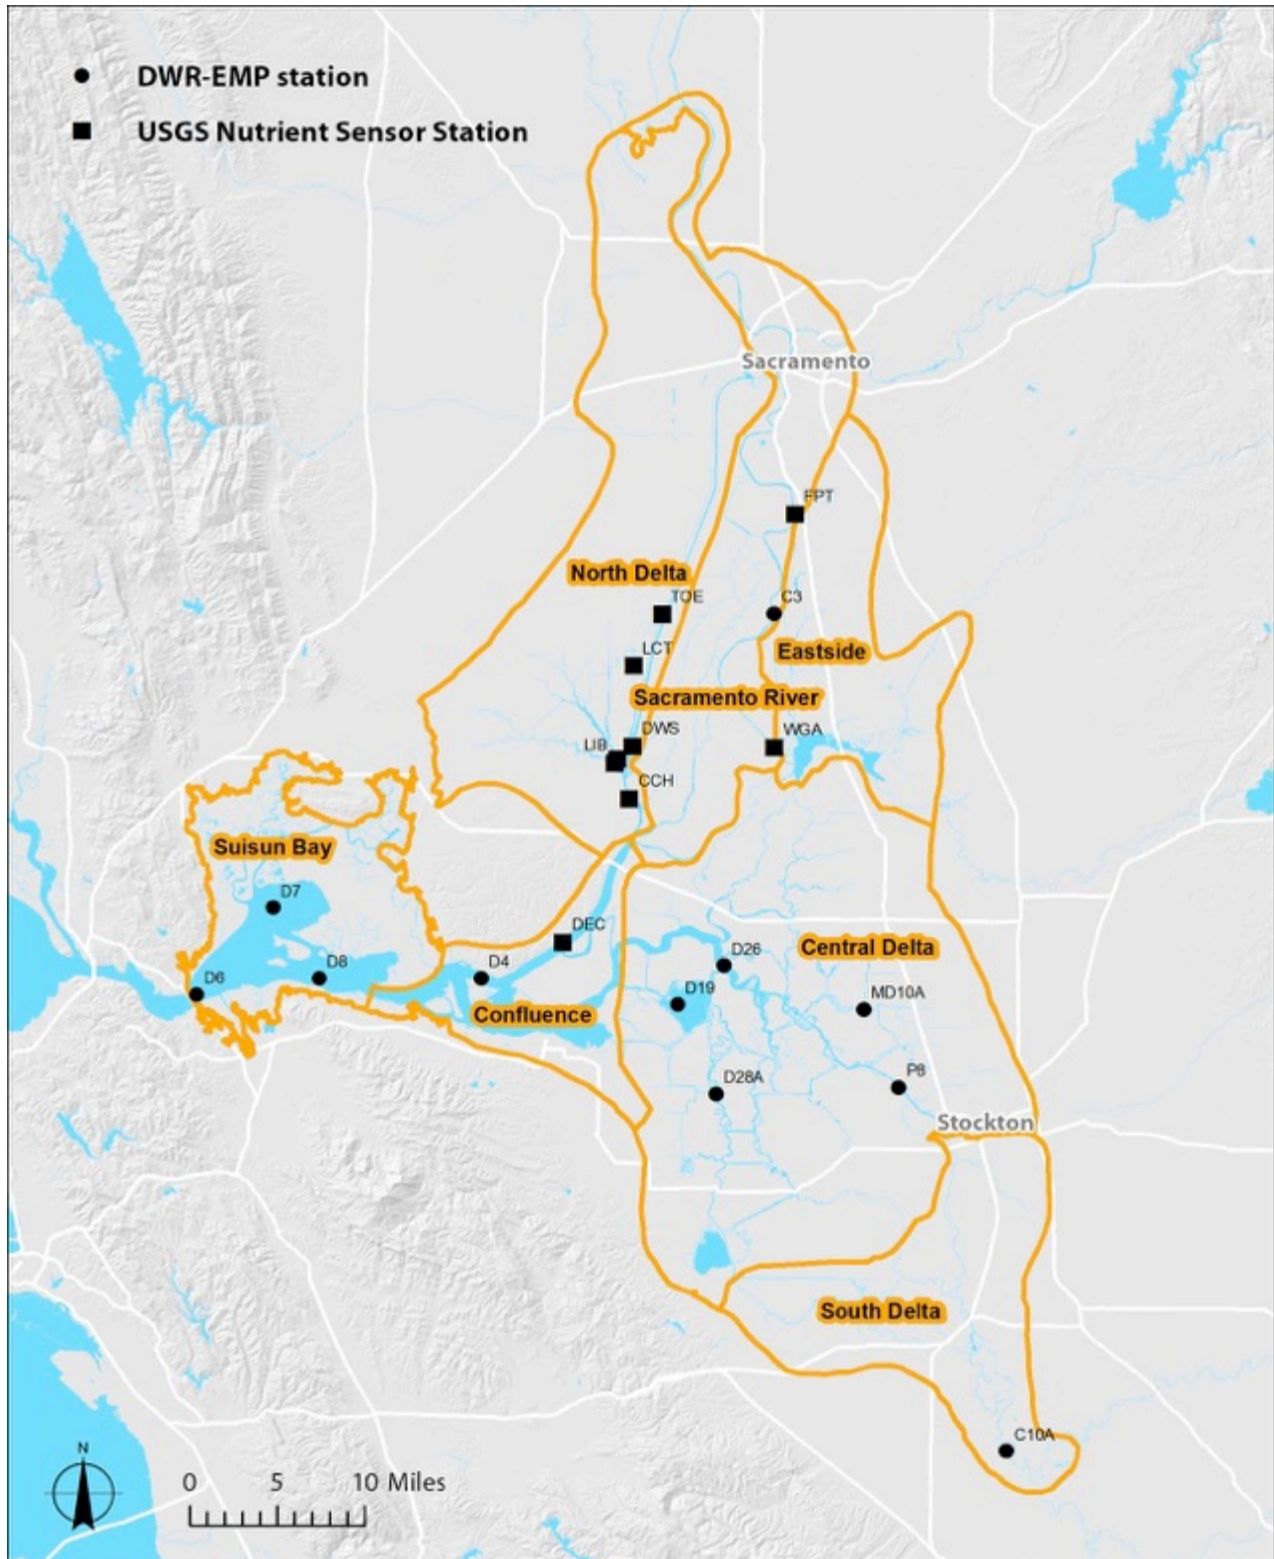 DWR-EMP station
USGS Nutrient Sensor Station
Sacramento
FPT
North Delta
TOE
C3
LCT
Eastside
Sacramento River
DWS
WGA
LIB
CCH
Suisun Bay
D7
DEC
D26
Central Delta
D8
D4
D6
D19
MD10A
Confluence
D28A
P8
Stockton
South Delta
C10A
N
0 5 10 Miles